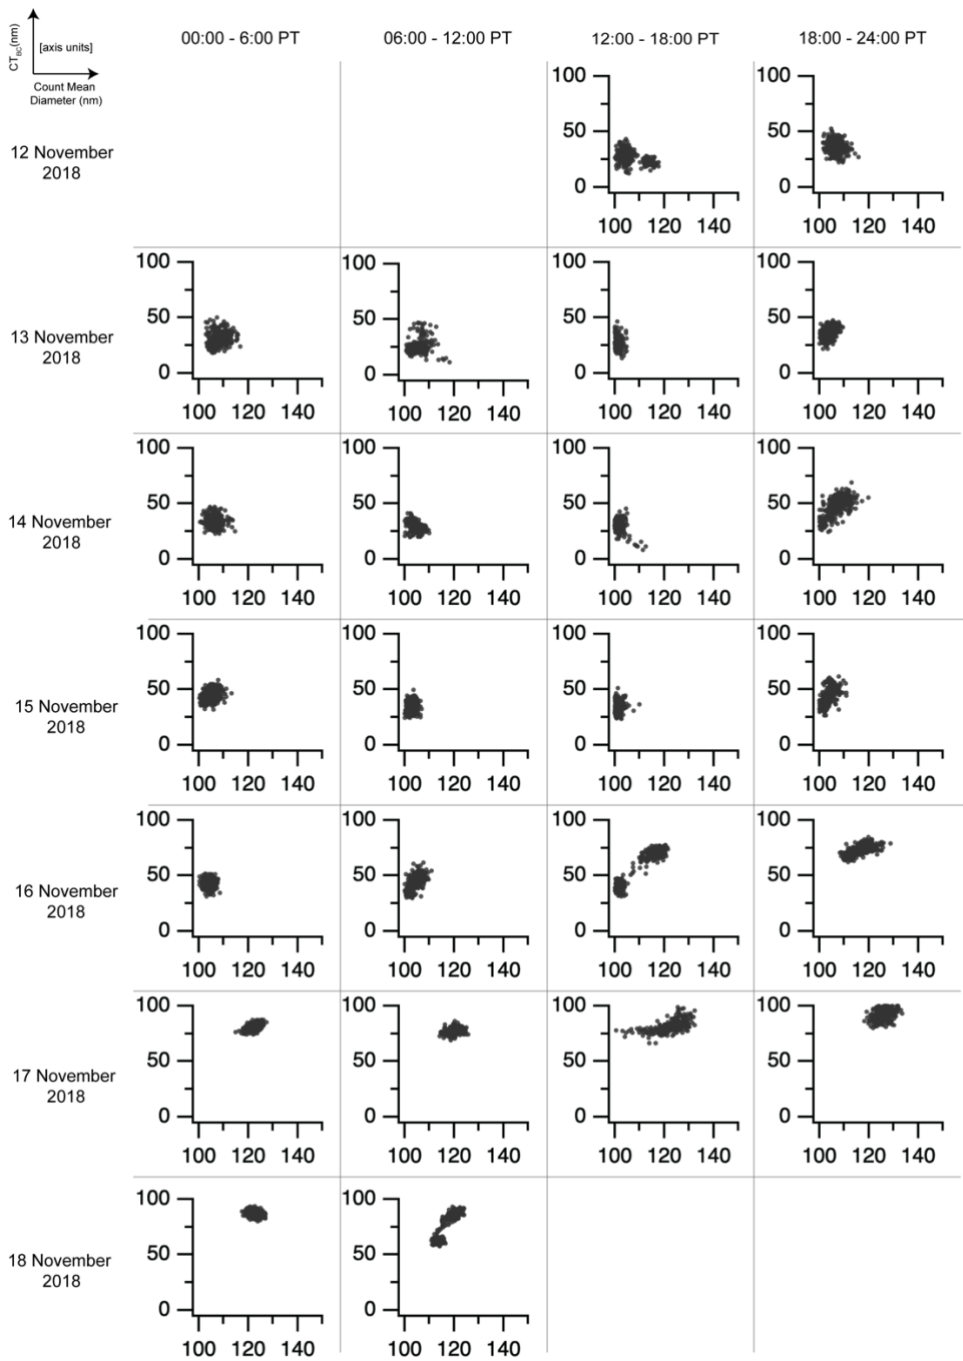 CT_BC(nm)
[axis units]
Count Mean
Diameter (nm)
00:00 - 6:00 PT 06:00 - 12:00 PT 12:00 - 18:00 PT 18:00 - 24:00 PT
12 November
2018
100 100
50 50
0 0
100 120 140 100 120 140
13 November
2018
100 100 100 100
50 50 50 50
0 0 0 0
100 120 140 100 120 140 100 120 140 100 120 140
14 November
2018
100 100 100 100
50 50 50 50
0 0 0 0
100 120 140 100 120 140 100 120 140 100 120 140
15 November
2018
100 100 100 100
50 50 50 50
0 0 0 0
100 120 140 100 120 140 100 120 140 100 120 140
16 November
2018
100 100 100 100
50 50 50 50
0 0 0 0
100 120 140 100 120 140 100 120 140 100 120 140
17 November
2018
100 100 100 100
50 50 50 50
0 0 0 0
100 120 140 100 120 140 100 120 140 100 120 140
18 November
2018
100 100
50 50
0 0
100 120 140 100 120 140